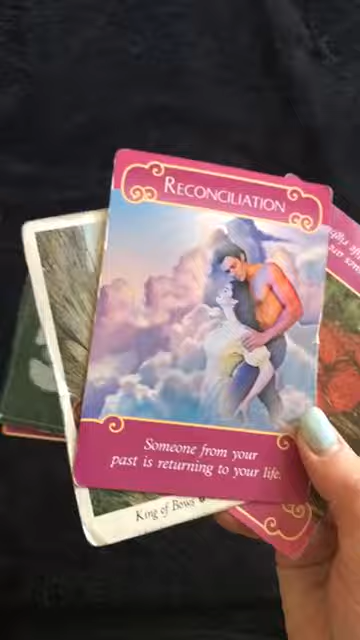 RECONCILIATION
Someone from your
past is returning to your life.
King of Bows